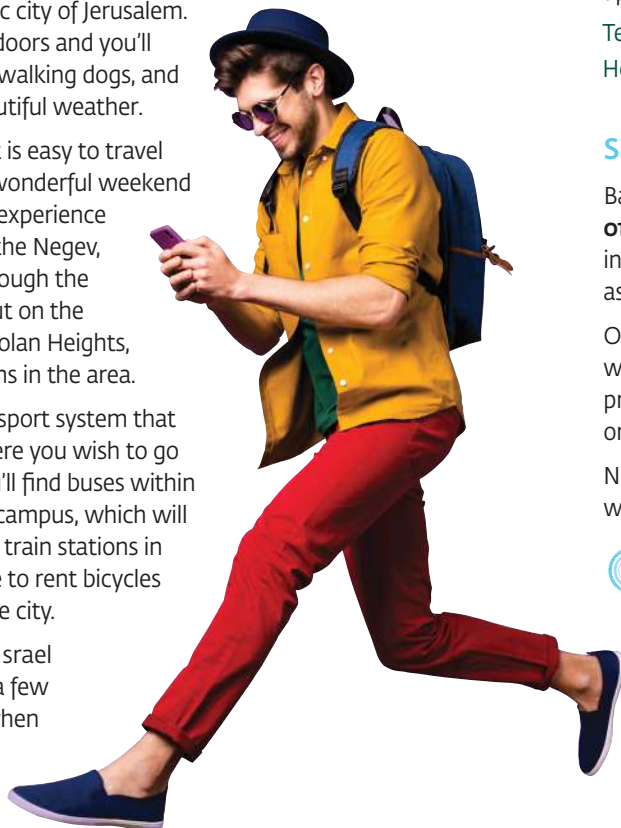 c city of Jerusalem.
doors and you'll
walking dogs, and
utiful weather.
is easy to travel
wonderful weekend
experience
the Negev,
ough the
ut on the
olan Heights,
ns in the area.
sport system that
ere you wish to go
u'll find buses within
campus, which will
train stations in
e to rent bicycles
e city.
srael
a few
when
Te
He
S
Ba
of
in
as
O
w
pr
or
N
w